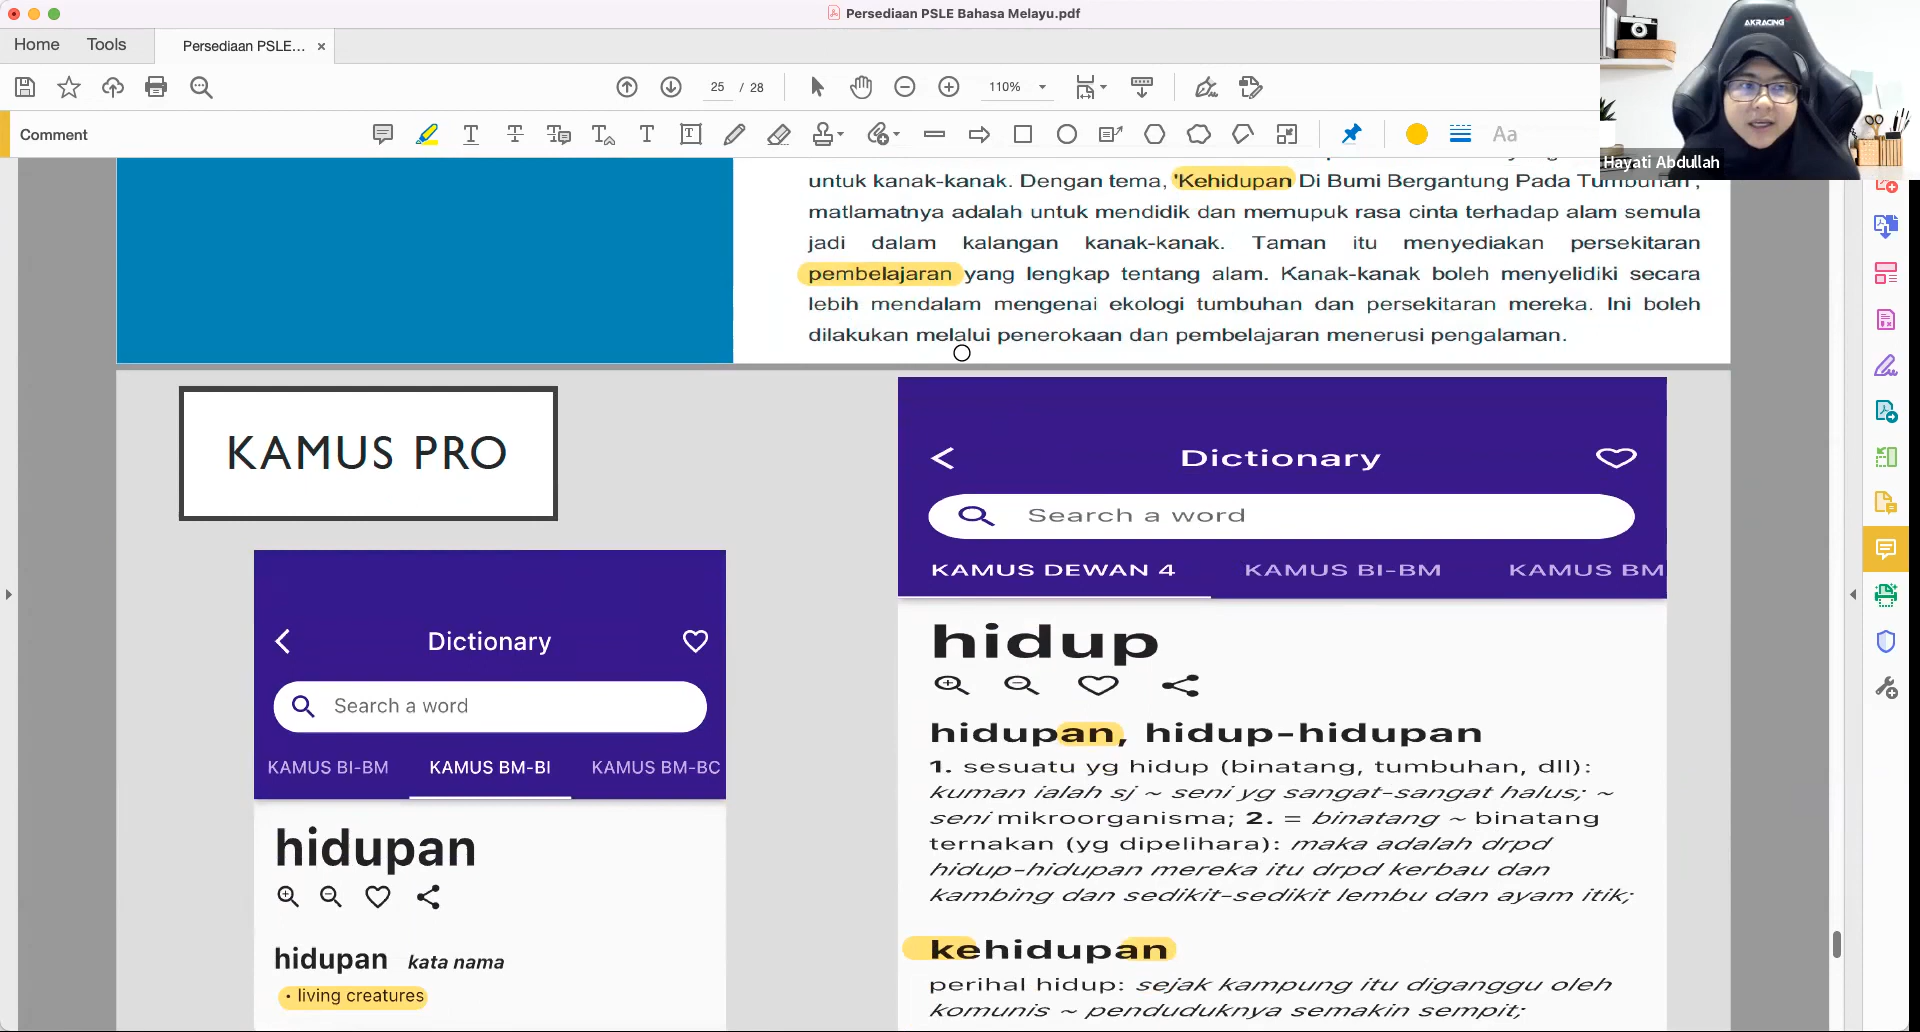 Persediaan PSLE Bahasa Melayu.pdf
Home
Tools
Persediaan PSLE... ×
25 / 28
110%
Comment
Aa
AKRACING
Hayati Abdullah
untuk kanak-kanak. Dengan tema, 'Kehidupan Di Bumi Bergantung Pada Tumbuhan',
matlamatnya adalah untuk mendidik dan memupuk rasa cinta terhadap alam semula
jadi dalam kalangan kanak-kanak. Taman itu menyediakan persekitaran
pembelajaran yang lengkap tentang alam. Kanak-kanak boleh menyelidiki secara
lebih mendalam mengenai ekologi tumbuhan dan persekitaran mereka. Ini boleh
dilakukan melalui penerokaan dan pembelajaran menerusi pengalaman.
KAMUS PRO
Dictionary
Search a word
KAMUS BI-BM KAMUS BM-BI KAMUS BM-BC
hidupan
hidupan kata nama
• living creatures
Dictionary
Search a word
KAMUS DEWAN 4 KAMUS BI-BM KAMUS BM
hidup
hidupan, hidup-hidupan
1. sesuatu yg hidup (binatang, tumbuhan, dll):
kuman ialah sj ~ seni yg sangat-sangat halus; ~
seni mikroorganisma; 2. = binatang ~ binatang
ternakan (yg dipelihara): maka adalah drpd
hidup-hidupan mereka itu drpd kerbau dan
kambing dan sedikit-sedikit lembu dan ayam itik;
kehidupan
perihal hidup: sejak kampung itu diganggu oleh
komunis ~ penduduknya semakin sempit;